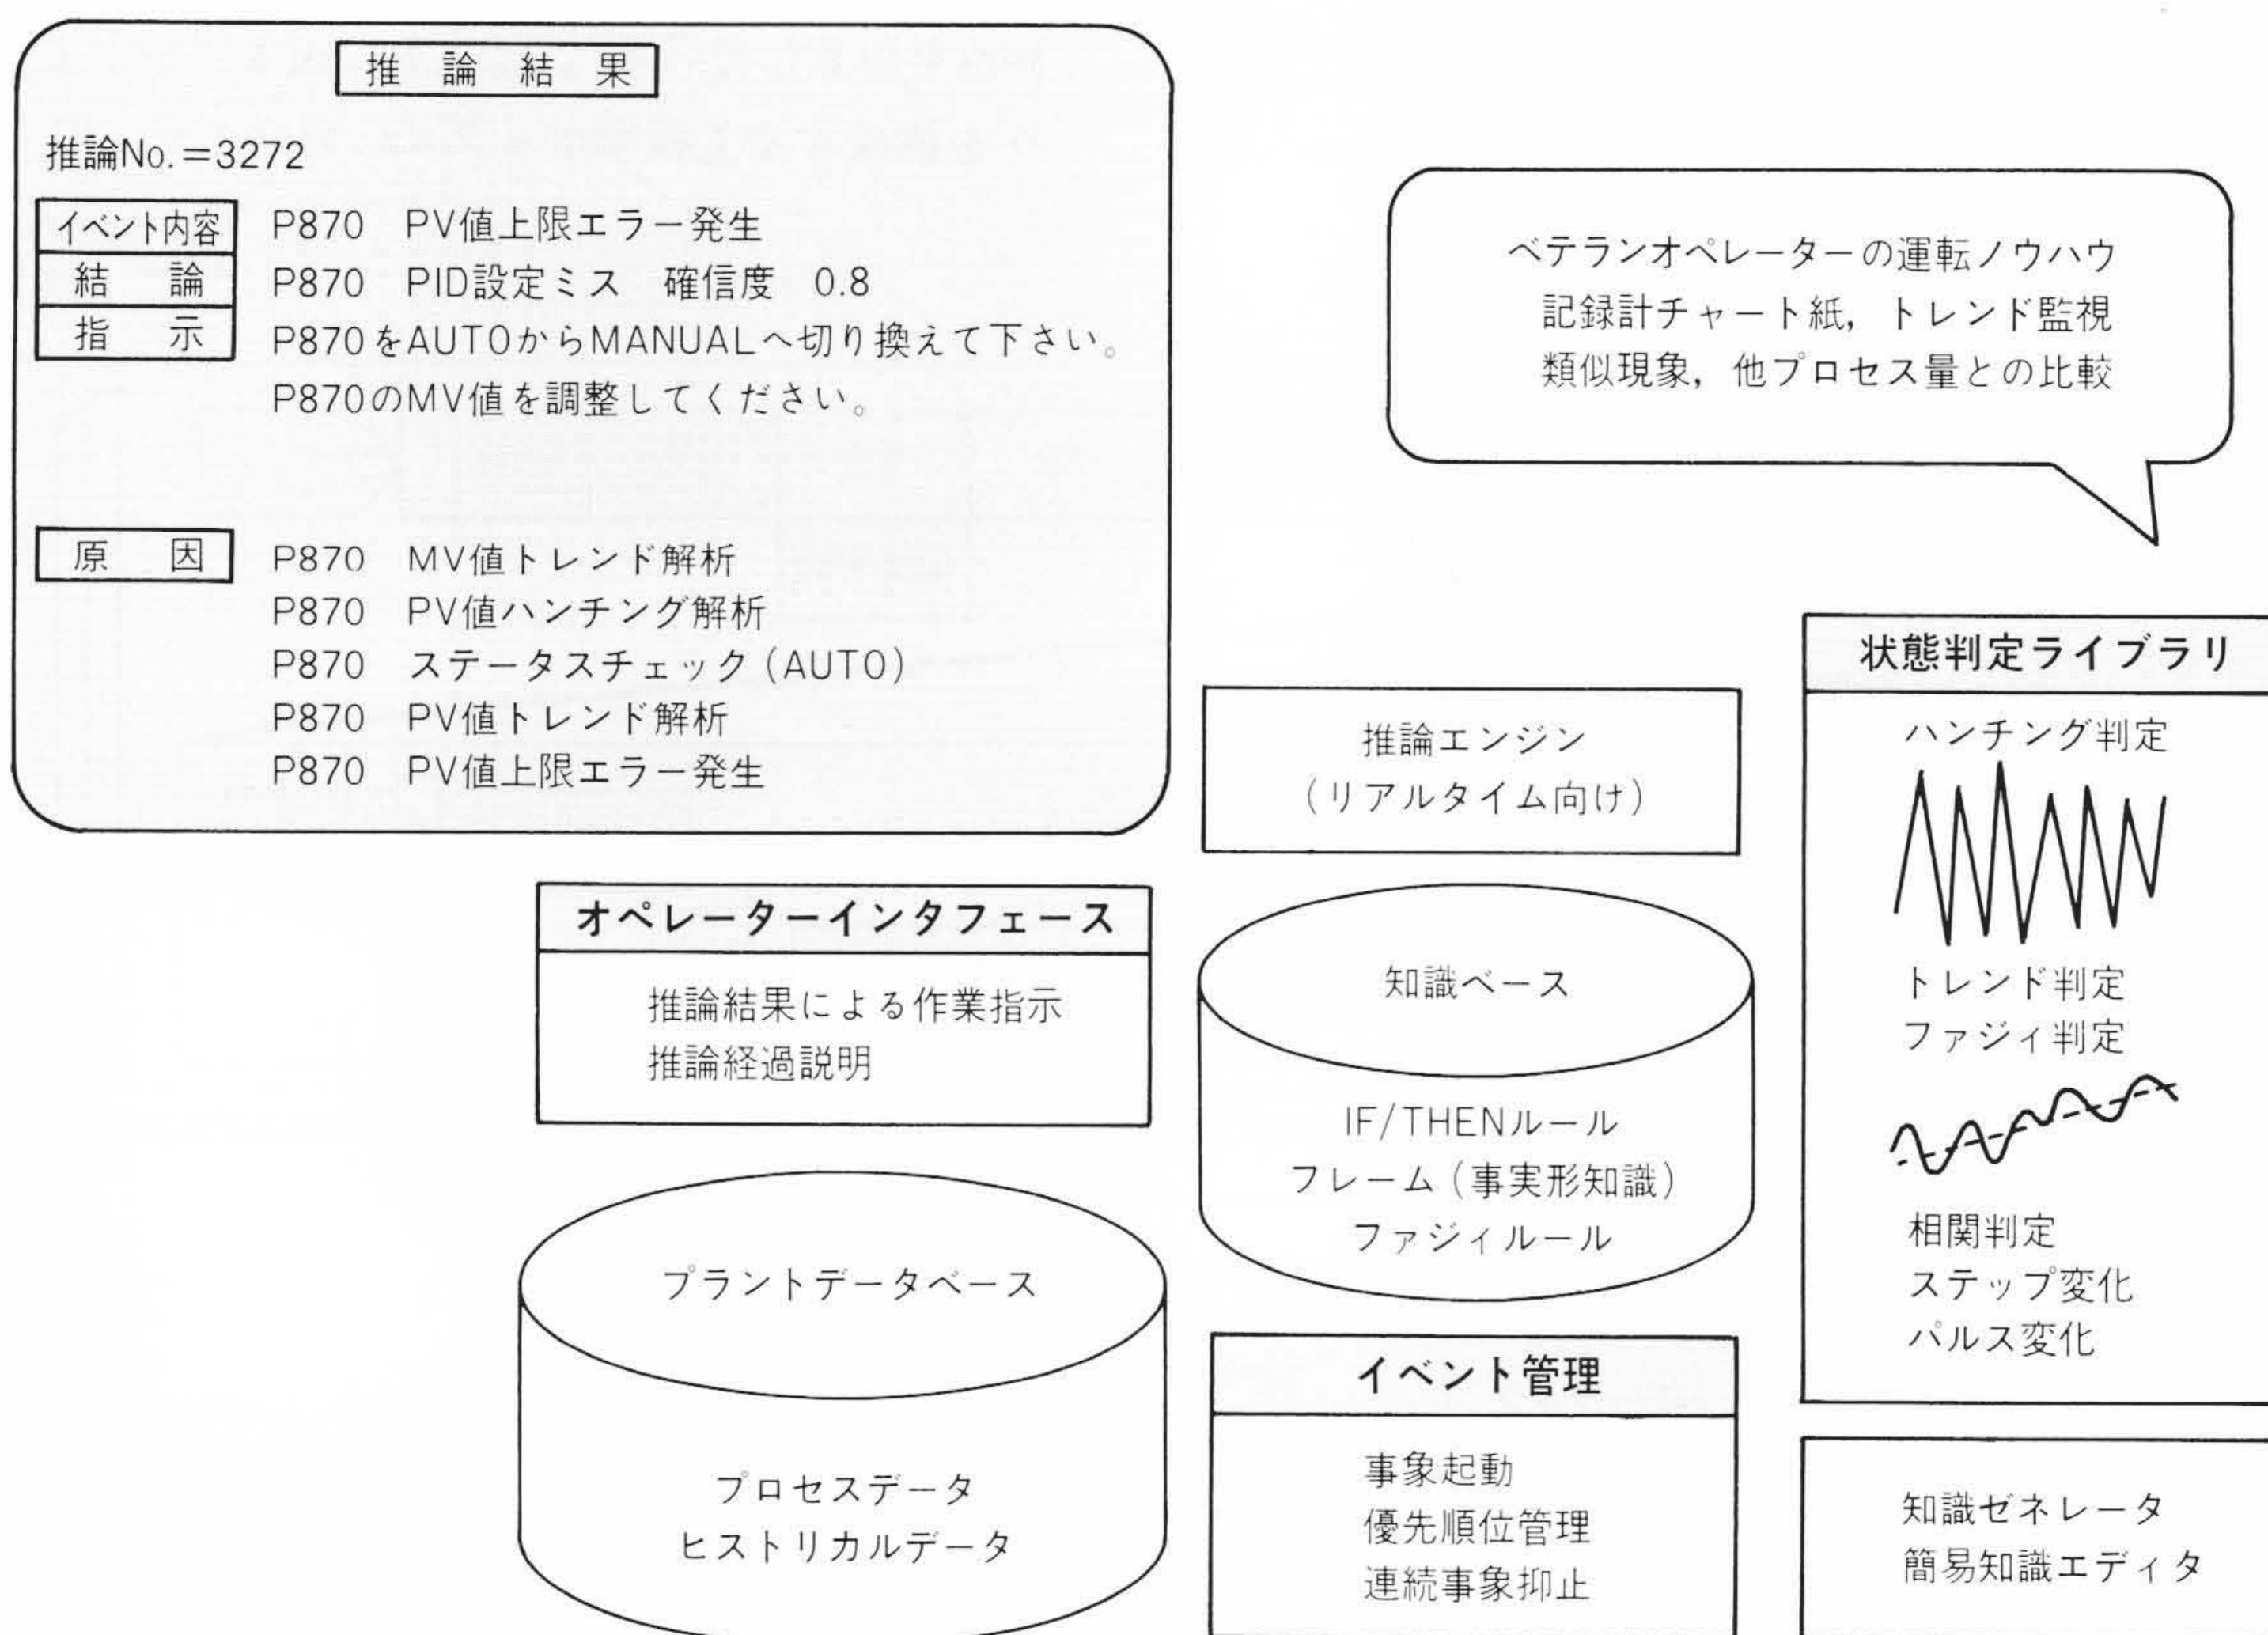 推論結果
推論No.=3272
イベント内容 P870 PV値上限エラー発生
結論 P870 PID設定ミス 確信度 0.8
指示 P870をAUTOからMANUALへ切り換えて下さい。
P870のMV値を調整してください。
原因 P870 MV値トレンド解析
P870 PV値ハンチング解析
P870 ステータスチェック(AUTO)
P870 PV値トレンド解析
P870 PV値上限エラー発生
ベテランオペレーターの運転ノウハウ
記録計チャート紙,トレンド監視
類似現象,他プロセス量との比較
オペレーターインタフェース
推論結果による作業指示
推論経過説明
プラントデータベース
プロセスデータ
ヒストリカルデータ
推論エンジン
(リアルタイム向け)
知識ベース
IF/THENルール
フレーム(事実形知識)
ファジィルール
イベント管理
事象起動
優先順位管理
連続事象抑止
状態判定ライブラリ
ハンチング判定
トレンド判定
ファジィ判定
相関判定
ステップ変化
パルス変化
知識ゼネレータ
簡易知識エディタ